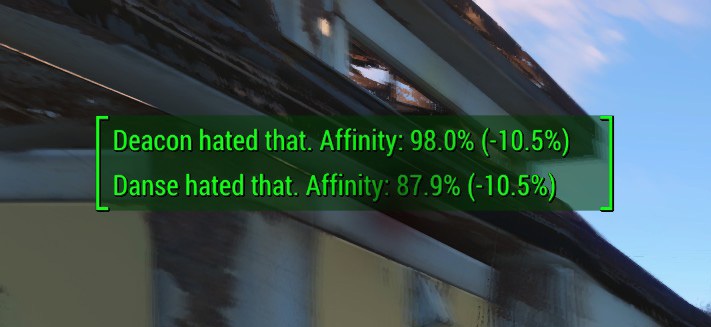 Deacon hated that. Affinity: 98.0% (-10.5%)
Danse hated that. Affinity: 87.9% (-10.5%)